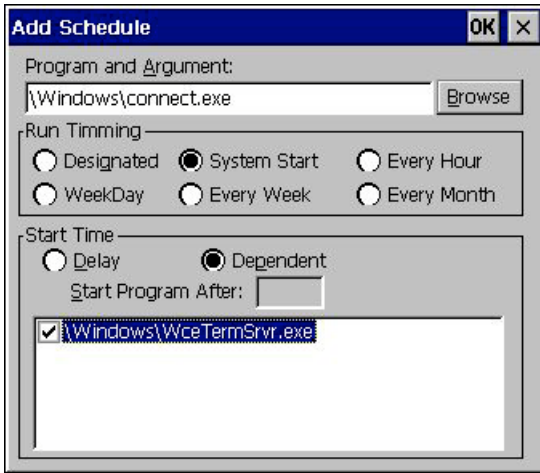 Add Schedule OK ×
Program and Argument:
\Windows\connect.exe Browse
Run Timming
Designated System Start Every Hour
WeekDay Every Week Every Month
Start Time
Delay Dependent
Start Program After:
\Windows\WceTermSrvr.exe